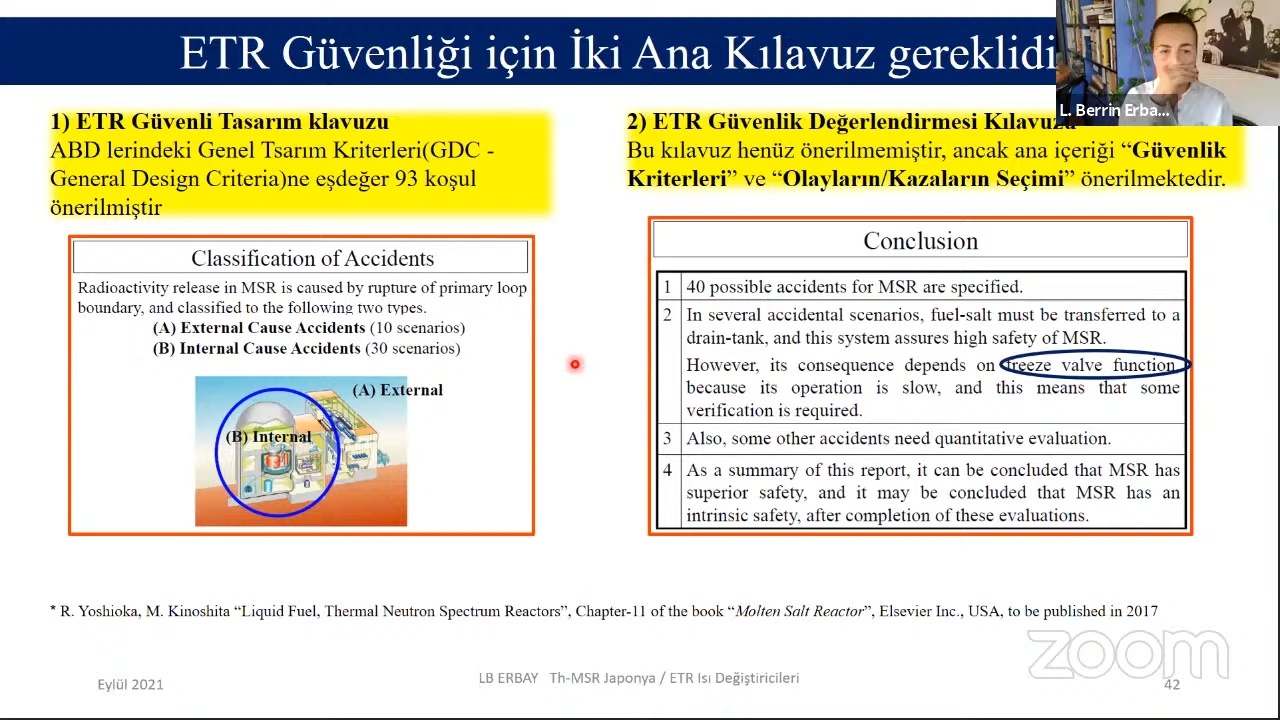 ETR Güvenliği için İki Ana Kılavuz gereklidi
L. Berrin Erba...
1) ETR Güvenli Tasarım klavuzu
ABD lerindeki Genel Tsarım Kriterleri(GDC -
General Design Criteria)ne eşdeğer 93 koşul
önerilmiştir
Classification of Accidents
Radioactivity release in MSR is caused by rupture of primary loop
boundary, and classified to the following two types.
(A) External Cause Accidents (10 scenarios)
(B) Internal Cause Accidents (30 scenarios)
(A) External
(B) Internal
2) ETR Güvenlik Değerlendirmesi Kılavuzu
Bu kılavuz henüz önerilmemiştir, ancak ana içeriği “Güvenlik
Kriterleri” ve “Olayların/Kazaların Seçimi” önerilmektedir.
Conclusion
1 40 possible accidents for MSR are specified.
2 In several accidental scenarios, fuel-salt must be transferred to a
drain-tank, and this system assures high safety of MSR.
However, its consequence depends on freeze valve function
because its operation is slow, and this means that some
verification is required.
3 Also, some other accidents need quantitative evaluation.
4 As a summary of this report, it can be concluded that MSR has
superior safety, and it may be concluded that MSR has an
intrinsic safety, after completion of these evaluations.
* R. Yoshioka, M. Kinoshita “Liquid Fuel, Thermal Neutron Spectrum Reactors”, Chapter-11 of the book “Molten Salt Reactor”, Elsevier Inc., USA, to be published in 2017
zoom
Eylül 2021
LB ERBAY Th-MSR Japonya / ETR Isı Değiştiricileri
42